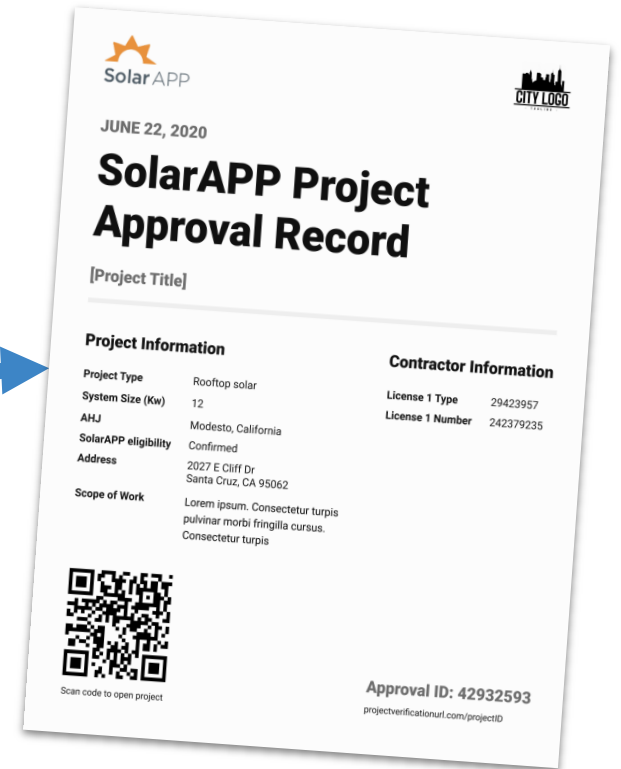 SolarAPP
CITY LOGO
JUNE 22, 2020
SolarAPP Project
Approval Record
[Project Title]
Project Information
Project Type Rooftop solar
System Size (Kw) 12
AHJ Modesto, California
SolarAPP eligibility Confirmed
Address 2027 E Cliff Dr
Santa Cruz, CA 95062
Scope of Work Lorem ipsum. Consectetur turpis
pulvinar morbi fringilla cursus.
Consectetur turpis
Contractor Information
License 1 Type 29423957
License 1 Number 242379235
Scan code to open project
Approval ID: 42932593
projectverificationurl.com/projectID